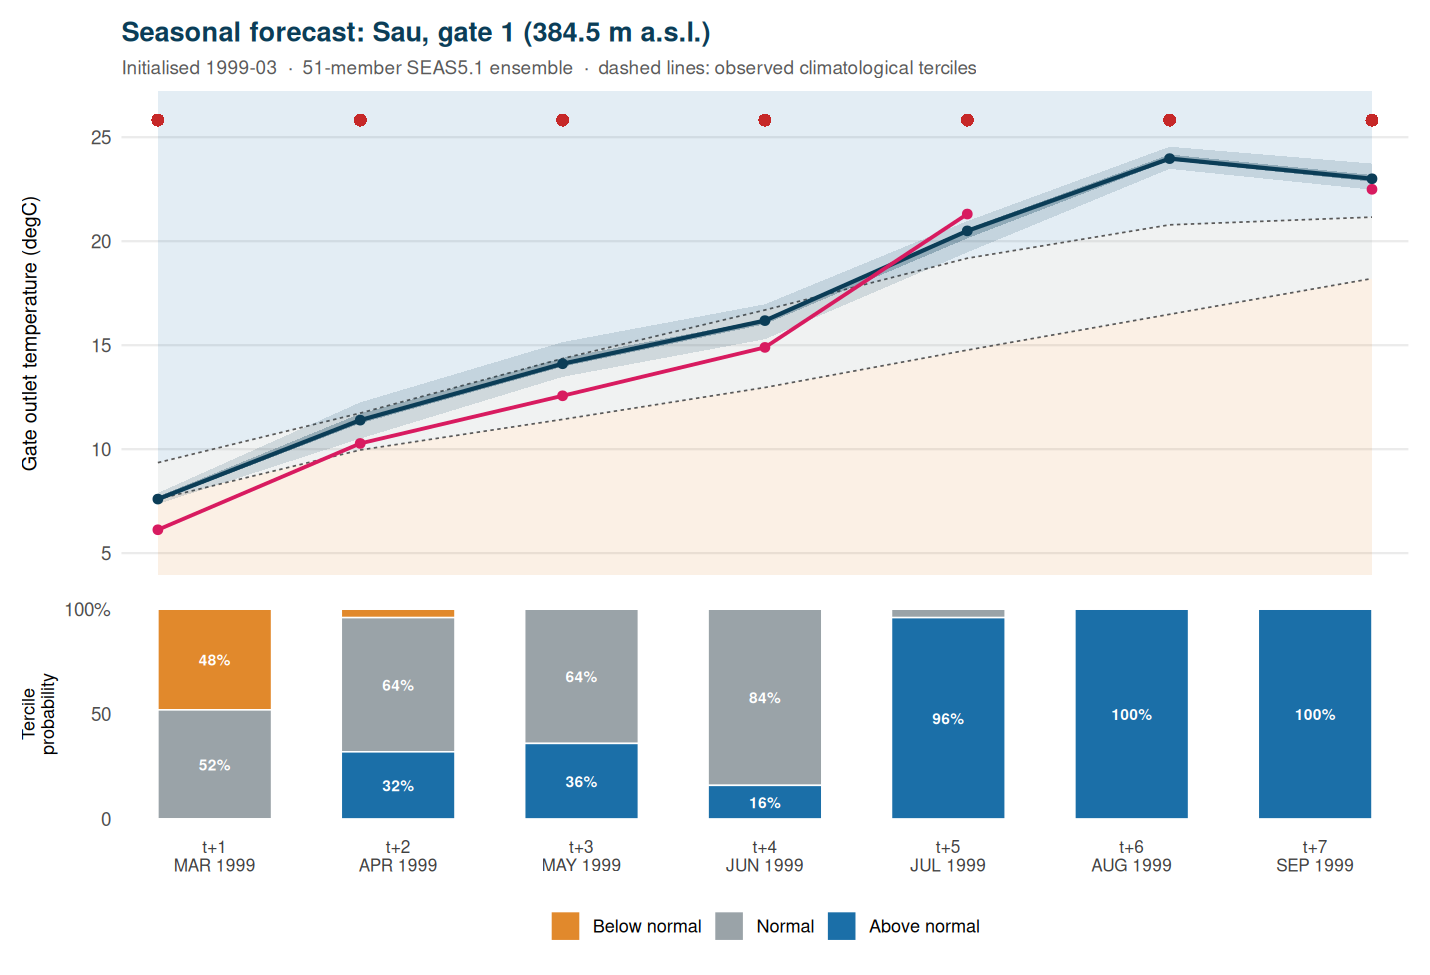 Seasonal forecast: Sau, gate 1 (384.5 m a.s.l.)
Initialised 1999-03 · 51-member SEAS5.1 ensemble · dashed lines: observed climatological terciles
Gate outlet temperature (degC)
25
20
15
10
5
Tercile
probability
100%
50
0
48%
52%
64%
32%
64%
36%
84%
16%
96%
100%
100%
t+1
MAR 1999
t+2
APR 1999
t+3
MAY 1999
t+4
JUN 1999
t+5
JUL 1999
t+6
AUG 1999
t+7
SEP 1999
Below normal
Normal
Above normal